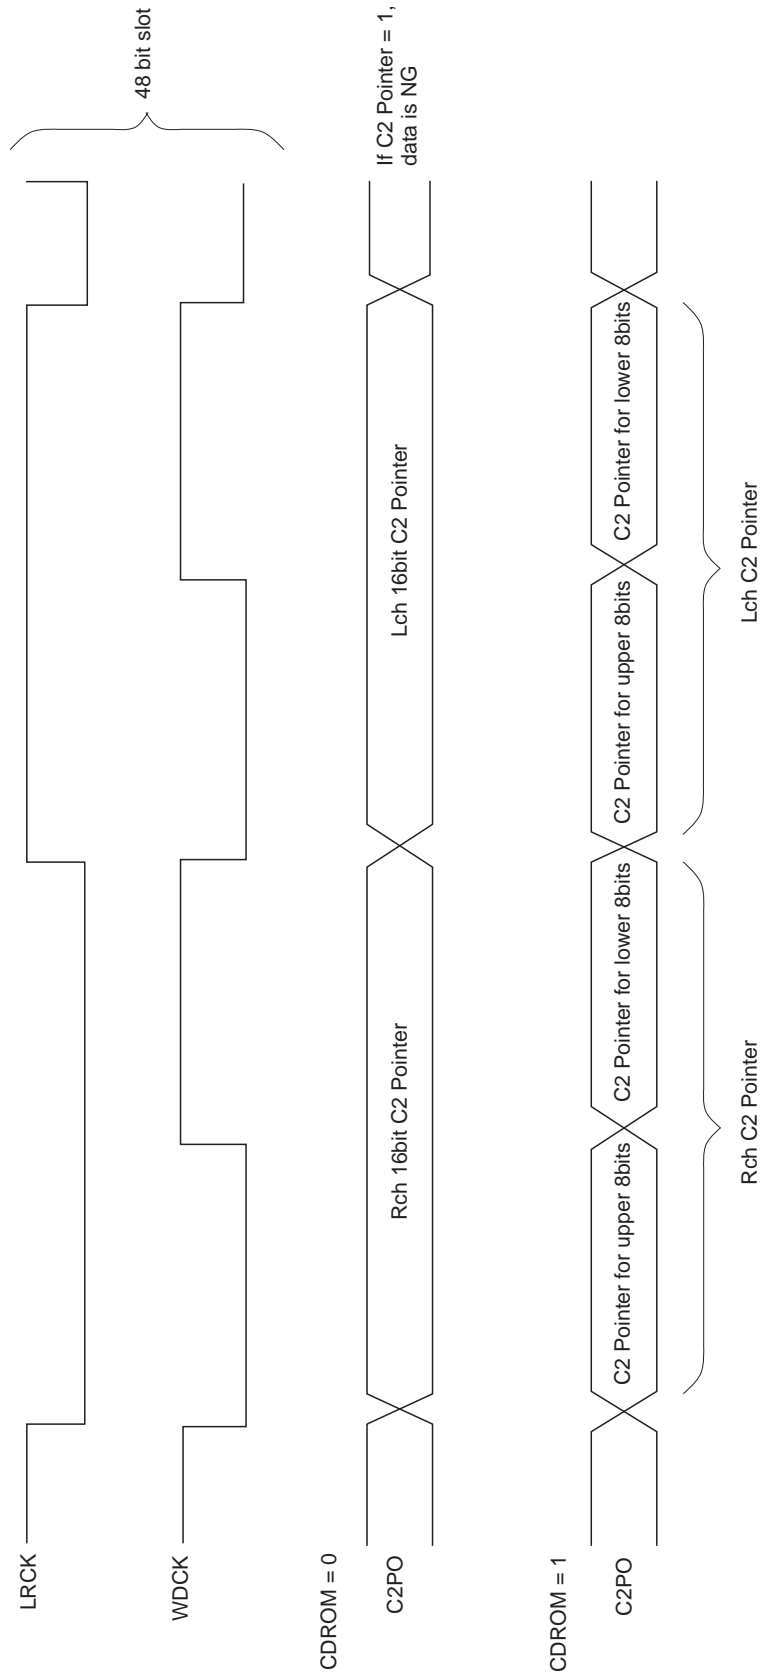 LRCK
48 bit slot
WDCK
CDROM = 0
C2PO
Rch 16bit C2 Pointer
Lch 16bit C2 Pointer
If C2 Pointer = 1,
data is NG
CDROM = 1
C2PO
C2 Pointer for upper 8bits
C2 Pointer for lower 8bits
C2 Pointer for upper 8bits
C2 Pointer for lower 8bits
Rch C2 Pointer
Lch C2 Pointer